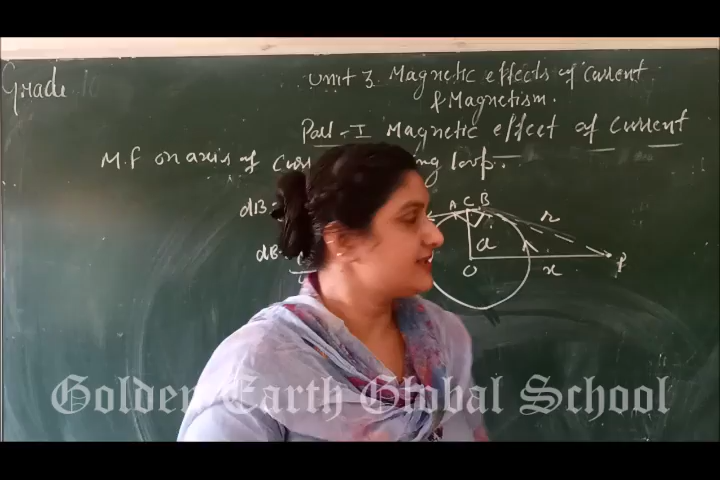 Grade
Unit 3. Magnetic effects of Current
& Magnetism.
Part-I Magnetic effect of Current
M.F on axis of loop.
dB
A C B
r
a
dB
O x P
Golden Earth Global School